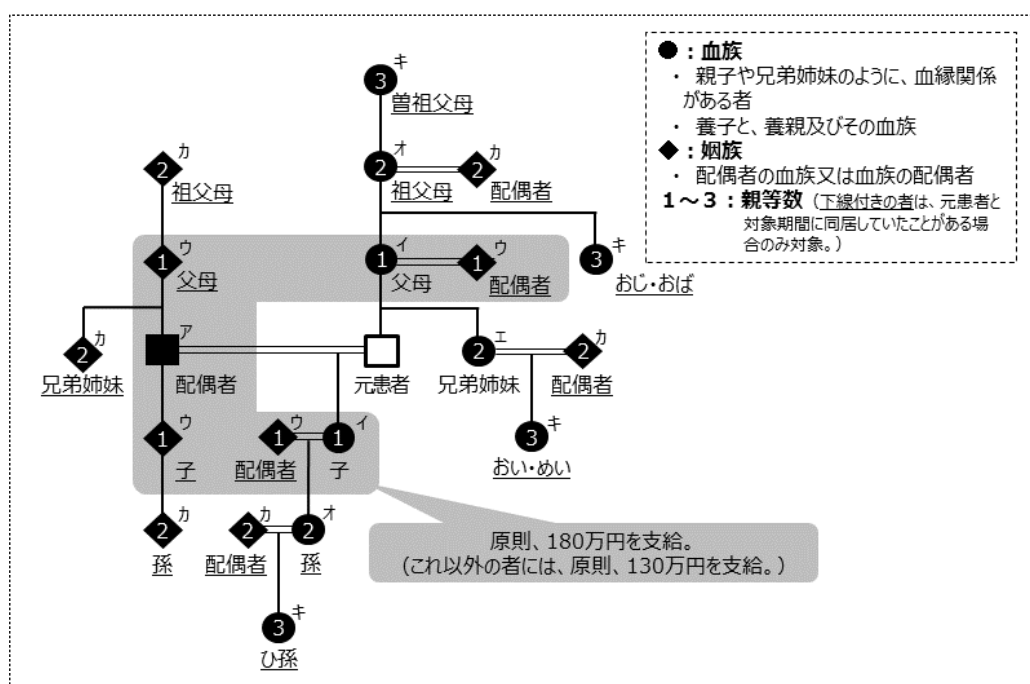 ●：血族
・ 親子や兄弟姉妹のように、血縁関係
がある者
・ 養子と、養親及びその血族
◆：姻族
・ 配偶者の血族又は血族の配偶者
１～３：親等数（下線付きの者は、元患者と
対象期間に同居していたことがある場
合のみ対象。）
3 キ
曽祖父母
2 カ
祖父母
2 オ
祖父母
2 カ
配偶者
1 ウ
父母
1 イ
父母
1 ウ
配偶者
3 キ
おじ・おば
2 カ
兄弟姉妹
ア
配偶者
元患者
2 エ
兄弟姉妹
2 カ
配偶者
1 ウ
子
1 ウ
配偶者
1 イ
子
3 キ
おい・めい
2 カ
孫
2 カ
配偶者
2 オ
孫
3 キ
ひ孫
原則、180万円を支給。
(これ以外の者には、原則、130万円を支給。)